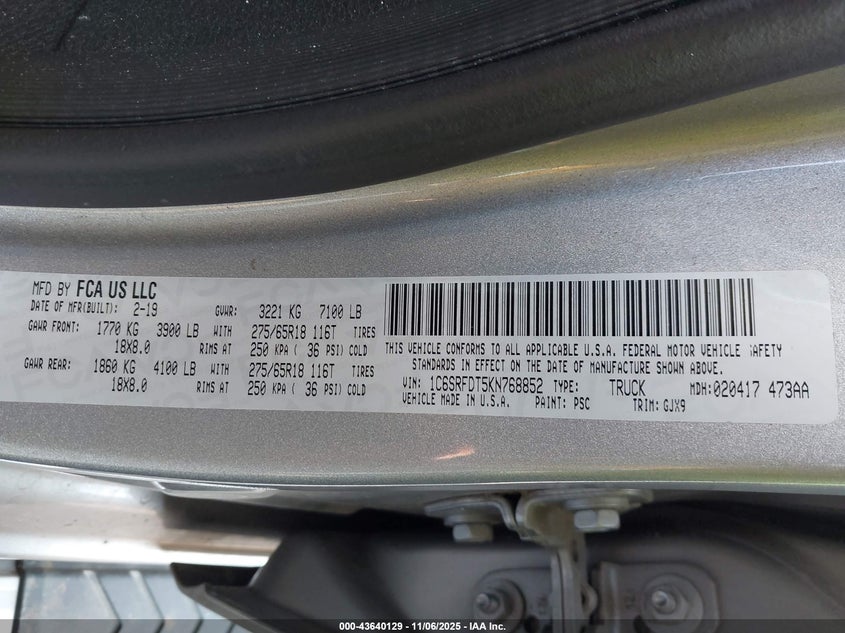 MFD BY FCA US LLC
DATE OF MFR(BUILT): 2-19 GVWR: 3221 KG 7100 LB
GAWR FRONT: 1770 KG 3900 LB WITH 275/65R18 116T TIRES
18X8.0 RIMS AT 250 KPA ( 36 PSI) COLD
GAWR REAR: 1860 KG 4100 LB WITH 275/65R18 116T TIRES
18X8.0 RIMS AT 250 KPA ( 36 PSI) COLD
THIS VEHICLE CONFORMS TO ALL APPLICABLE U.S.A. FEDERAL MOTOR VEHICLE SAFETY
STANDARDS IN EFFECT ON THE DATE OF MANUFACTURE SHOWN ABOVE.
VIN: 1C6SRFDT5KN768852 TYPE: TRUCK MDH:020417 473AA
VEHICLE MADE IN U.S.A. PAINT: PSC TRIM: GJX9
000-43640129 - 11/06/2025 - IAA Inc.